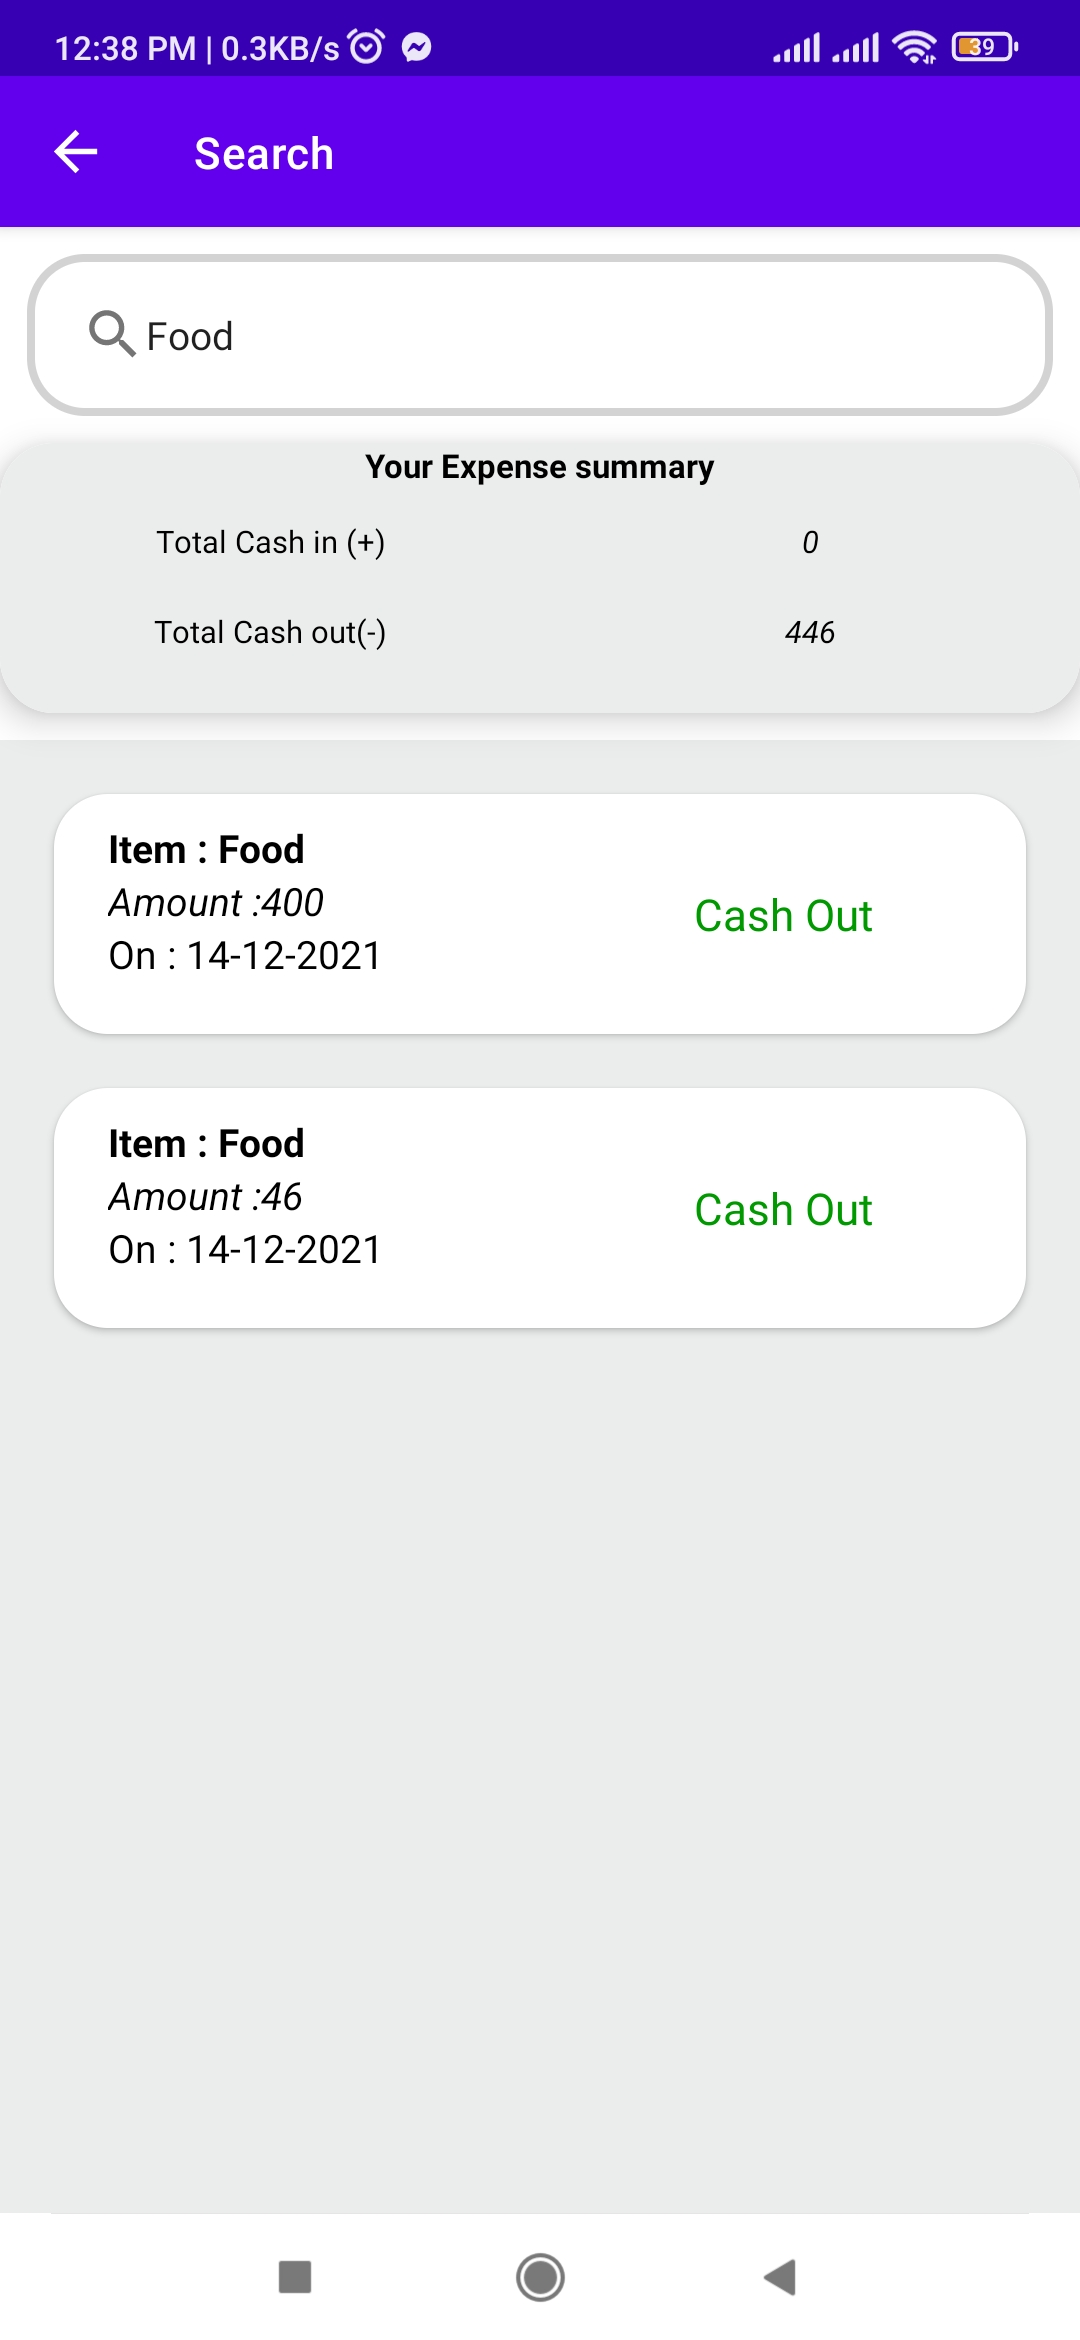 12:38 PM | 0.3KB/s 39
Search
Food
Your Expense summary
Total Cash in (+) 0
Total Cash out(-) 446
Item : Food
Amount :400
On : 14-12-2021
Cash Out
Item : Food
Amount :46
On : 14-12-2021
Cash Out